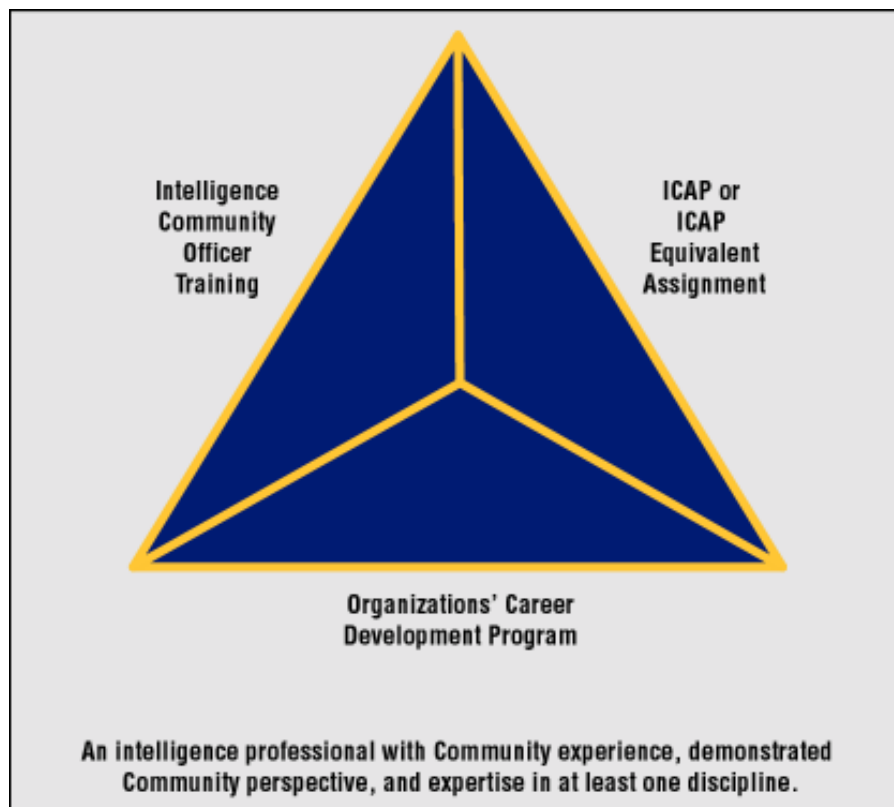 Intelligence
Community
Officer
Training
ICAP or
ICAP
Equivalent
Assignment
Organizations’ Career
Development Program
An intelligence professional with Community experience, demonstrated
Community perspective, and expertise in at least one discipline.